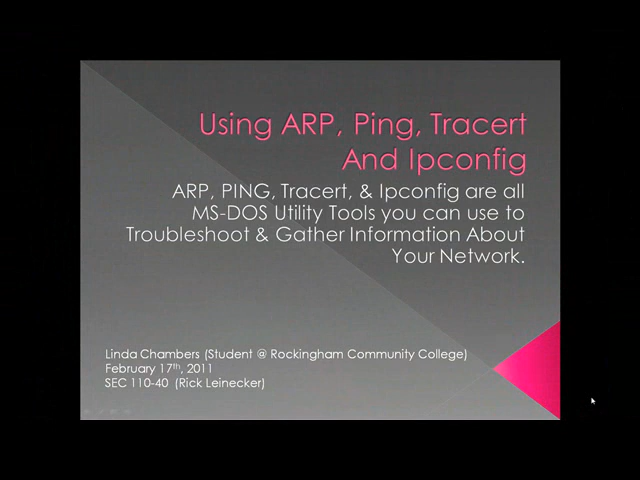 Using ARP, Ping, Tracert
And Ipconfig
ARP, PING, Tracert, & Ipconfig are all
MS-DOS Utility Tools you can use to
Troubleshoot & Gather Information About
Your Network.
Linda Chambers (Student @ Rockingham Community College)
February 17th, 2011
SEC 110-40 (Rick Leinecker)